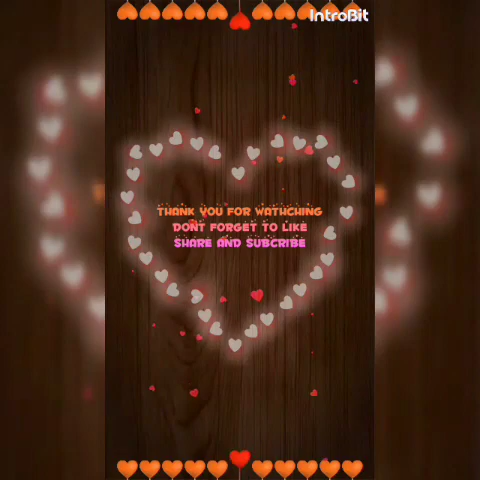 IntroBit
THANK YOU FOR WATHCHING
DONT FORGET TO LIKE
SHARE AND SUBCRIBE